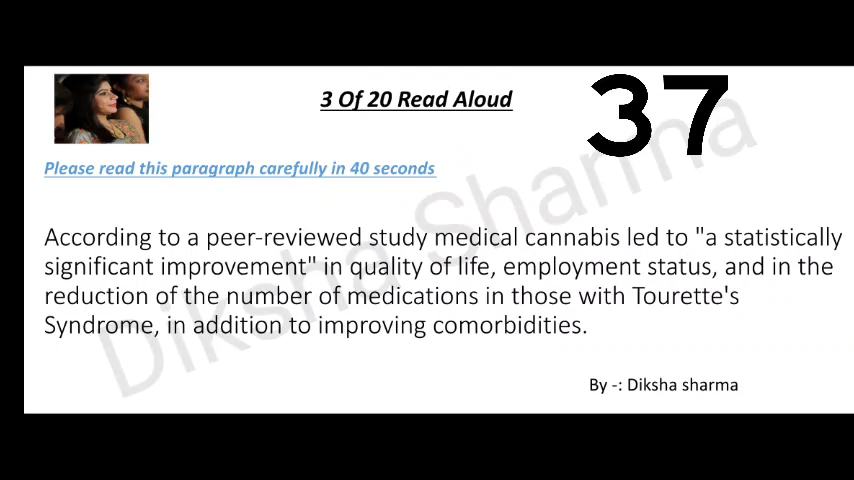 3 Of 20 Read Aloud
37
Please read this paragraph carefully in 40 seconds
According to a peer-reviewed study medical cannabis led to "a statistically
significant improvement" in quality of life, employment status, and in the
reduction of the number of medications in those with Tourette's
Syndrome, in addition to improving comorbidities.
Diksha Sharma
By -: Diksha sharma